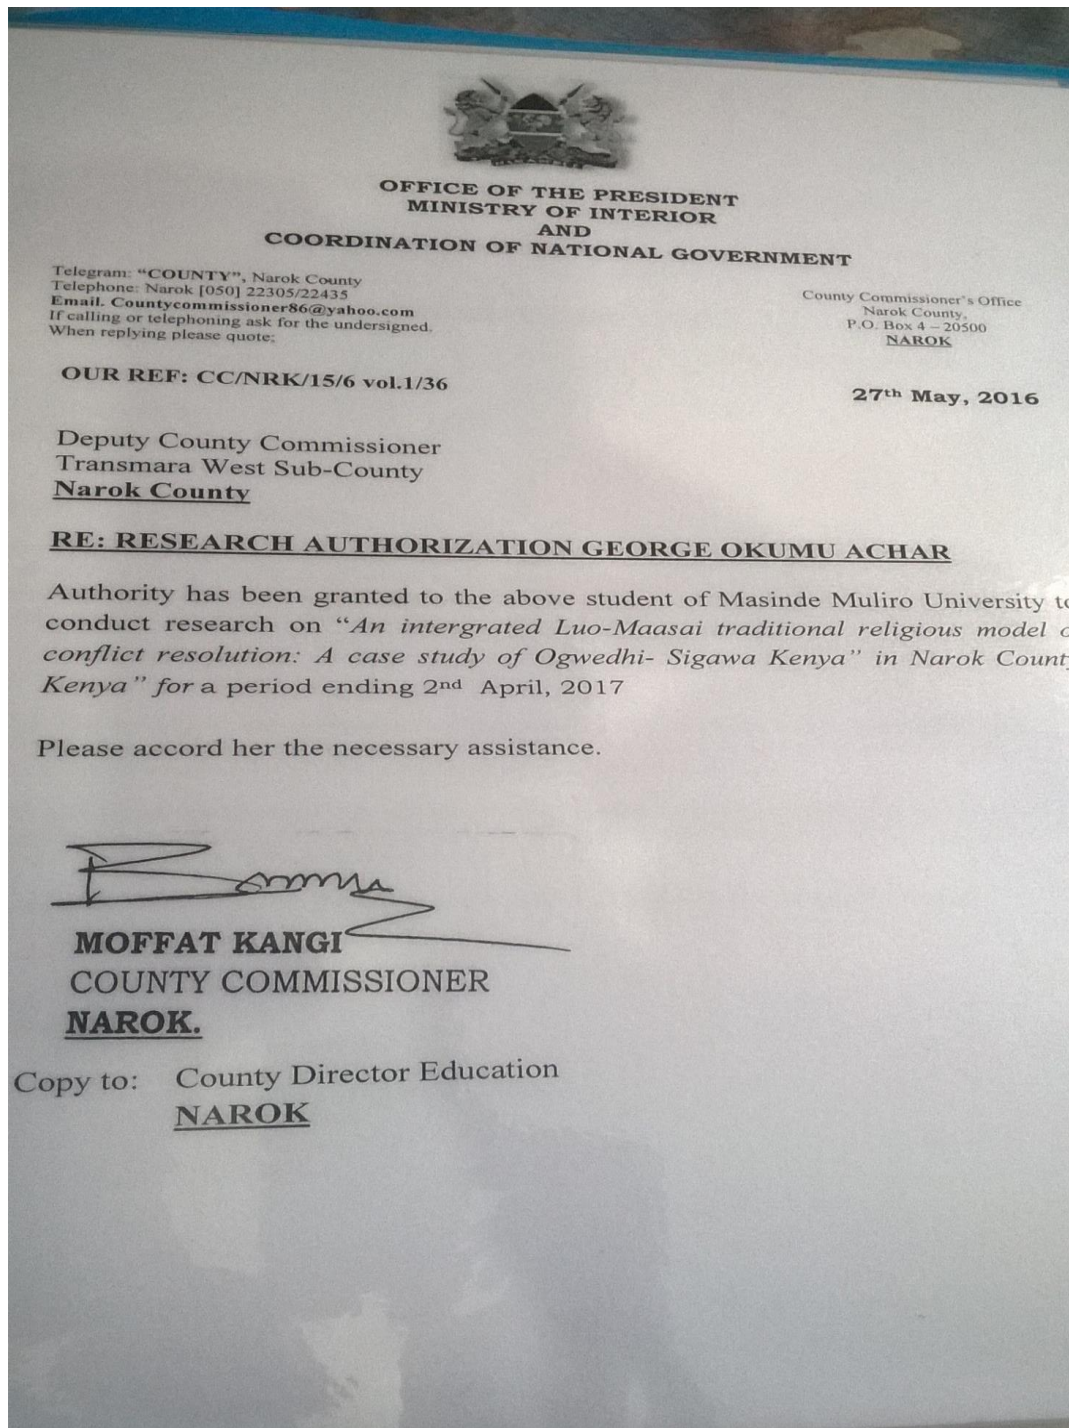 OFFICE OF THE PRESIDENT
MINISTRY OF INTERIOR
AND
COORDINATION OF NATIONAL GOVERNMENT
Telegram: “COUNTY”, Narok County
Telephone: Narok [050] 22305/22435
Email. Countycommissioner86@yahoo.com
If calling or telephoning ask for the undersigned.
When replying please quote:
County Commissioner's Office
Narok County,
P.O. Box 4 – 20500
NAROK
OUR REF: CC/NRK/15/6 vol.1/36
27th May, 2016
Deputy County Commissioner
Transmara West Sub-County
Narok County
RE: RESEARCH AUTHORIZATION GEORGE OKUMU ACHAR
Authority has been granted to the above student of Masinde Muliro University to
conduct research on “An intergrated Luo-Maasai traditional religious model
conflict resolution: A case study of Ogwedhi- Sigawa Kenya” in Narok County
Kenya” for a period ending 2nd April, 2017
Please accord her the necessary assistance.
MOFFAT KANGI
COUNTY COMMISSIONER
NAROK.
Copy to: County Director Education
NAROK